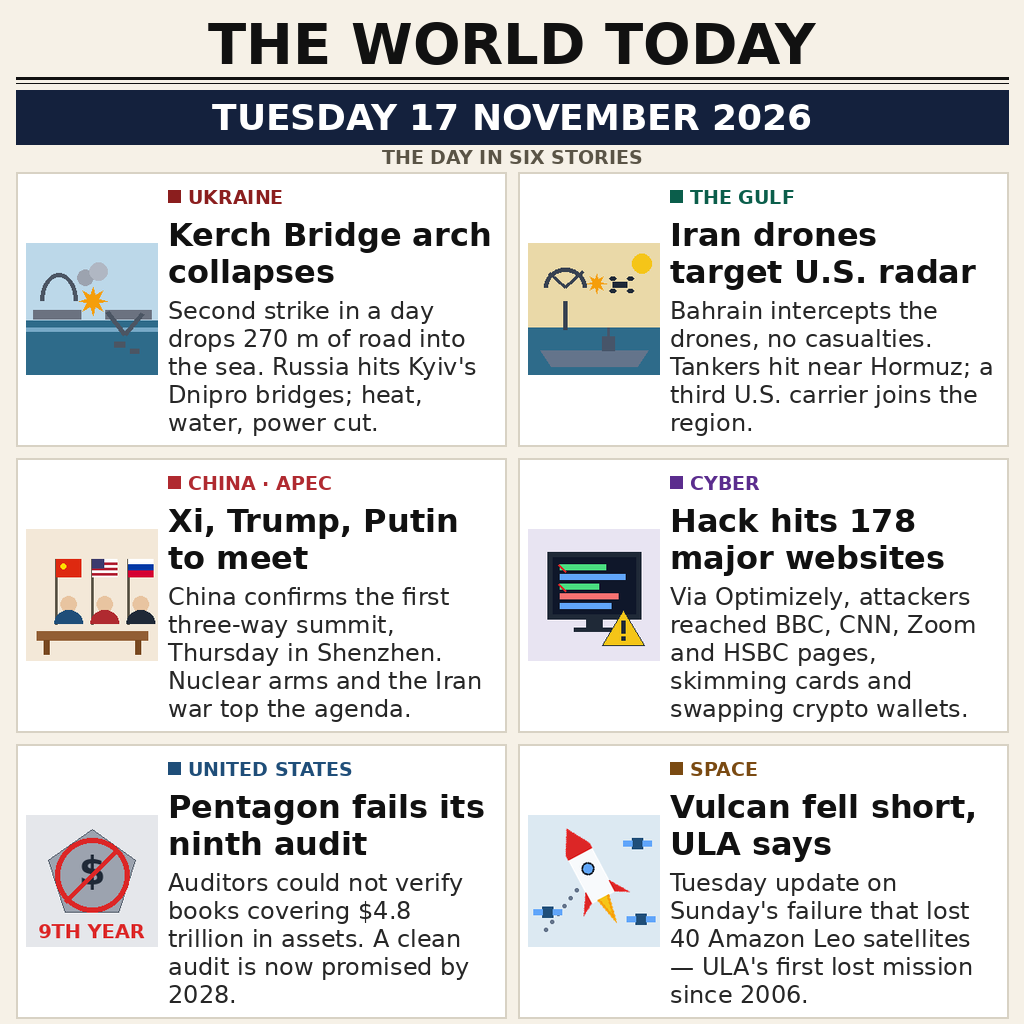 THE WORLD TODAY
TUESDAY 17 NOVEMBER 2026
THE DAY IN SIX STORIES
UKRAINE
Kerch Bridge arch
collapses
Second strike in a day
drops 270 m of road into
the sea. Russia hits Kyiv's
Dnipro bridges; heat,
water, power cut.
THE GULF
Iran drones
target U.S. radar
Bahrain intercepts the
drones, no casualties.
Tankers hit near Hormuz; a
third U.S. carrier joins the
region.
CHINA · APEC
Xi, Trump, Putin
to meet
China confirms the first
three-way summit,
Thursday in Shenzhen.
Nuclear arms and the Iran
war top the agenda.
CYBER
Hack hits 178
major websites
Via Optimizely, attackers
reached BBC, CNN, Zoom
and HSBC pages,
skimming cards and
swapping crypto wallets.
UNITED STATES
Pentagon fails its
ninth audit
Auditors could not verify
books covering $4.8
trillion in assets. A clean
audit is now promised by
2028.
$
9TH YEAR
SPACE
Vulcan fell short,
ULA says
Tuesday update on
Sunday's failure that lost
40 Amazon Leo satellites
— ULA's first lost mission
since 2006.